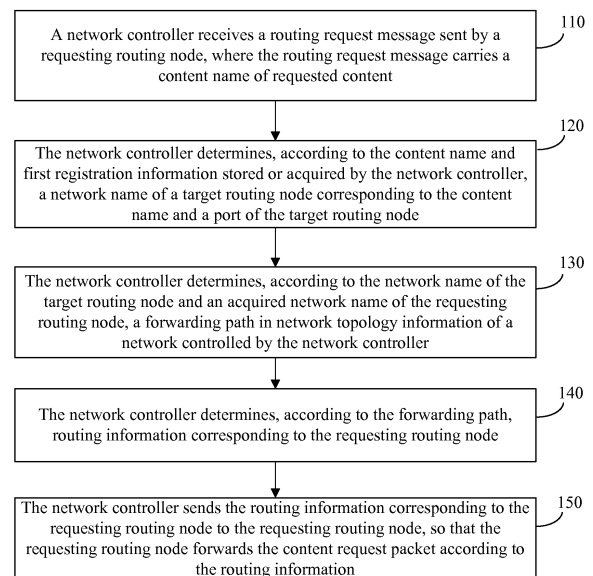 110
A network controller receives a routing request message sent by a
requesting routing node, where the routing request message carries a
content name of requested content
120
The network controller determines, according to the content name and
first registration information stored or acquired by the network controller,
a network name of a target routing node corresponding to the content
name and a port of the target routing node
130
The network controller determines, according to the network name of the
target routing node and an acquired network name of the requesting
routing node, a forwarding path in network topology information of a
network controlled by the network controller
140
The network controller determines, according to the forwarding path,
routing information corresponding to the requesting routing node
150
The network controller sends the routing information corresponding to the
requesting routing node to the requesting routing node, so that the
requesting routing node forwards the content request packet according to
the routing information